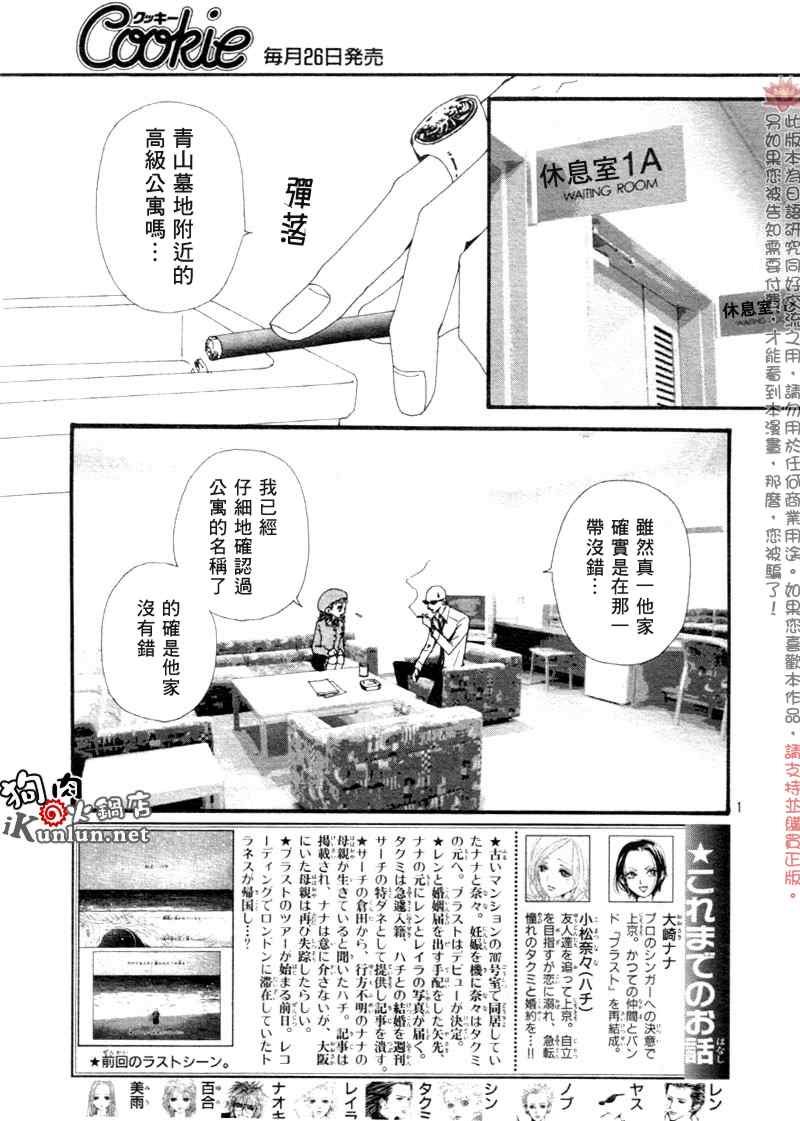 クッキー
Cookie
毎月26日発売
此版本為日語研究同好交流之用，請勿用於任何商業用途。如果您喜歡本作品，請支持並購買正版。
另如果您被告知需要付費，才能看到本漫畫，那麼，您被騙了！
休息室1A
WAITING ROOM
休息室
WAITING ROOM
青山墓地附近的
高級公寓嗎…
彈落
雖然真一他家
確實是在那一
帶沒錯…
我已經
仔細地確認過
公寓的名稱了
的確是他家
沒有錯
1
狗肉火鍋店
iKunlun.net
★これまでのお話
はなし
大崎ナナ
プロのシンガーへの決意で
上京。かつての仲間とバン
ド「ブラスト」を再結成。
小松奈々(ハチ)
友人達を追って上京。自立
を目指すが恋に溺れ、急転
憧れのタクミと婚約を…!!
★古いマンションの707号室で同居してい
たナナと奈々。妊娠を機に奈々はタクミ
の元へ。ブラストはデビューが決定。
★レンと婚姻届を出す手配をした矢先、
ナナの元にレンとレイラの写真が届く。
タクミは急遽入籍、ハチとの結婚を週刊
サーチの特ダネとして提供し記事を潰す。
★サーチの倉田から、行方不明のナナの
母親が生きていると聞いたハチ。記事は
掲載され、ナナは意に介さないが、大阪
にいた母親は再び失踪したらしい。
★ブラストのツアーが始まる前日。レコ
ーディングでロンドンに滞在していたト
ラネスが帰国し…?
★前回のラストシーン。
レン
ヤス
ノブ
シン
タクミ
レイラ
ナオキ
百合
美雨